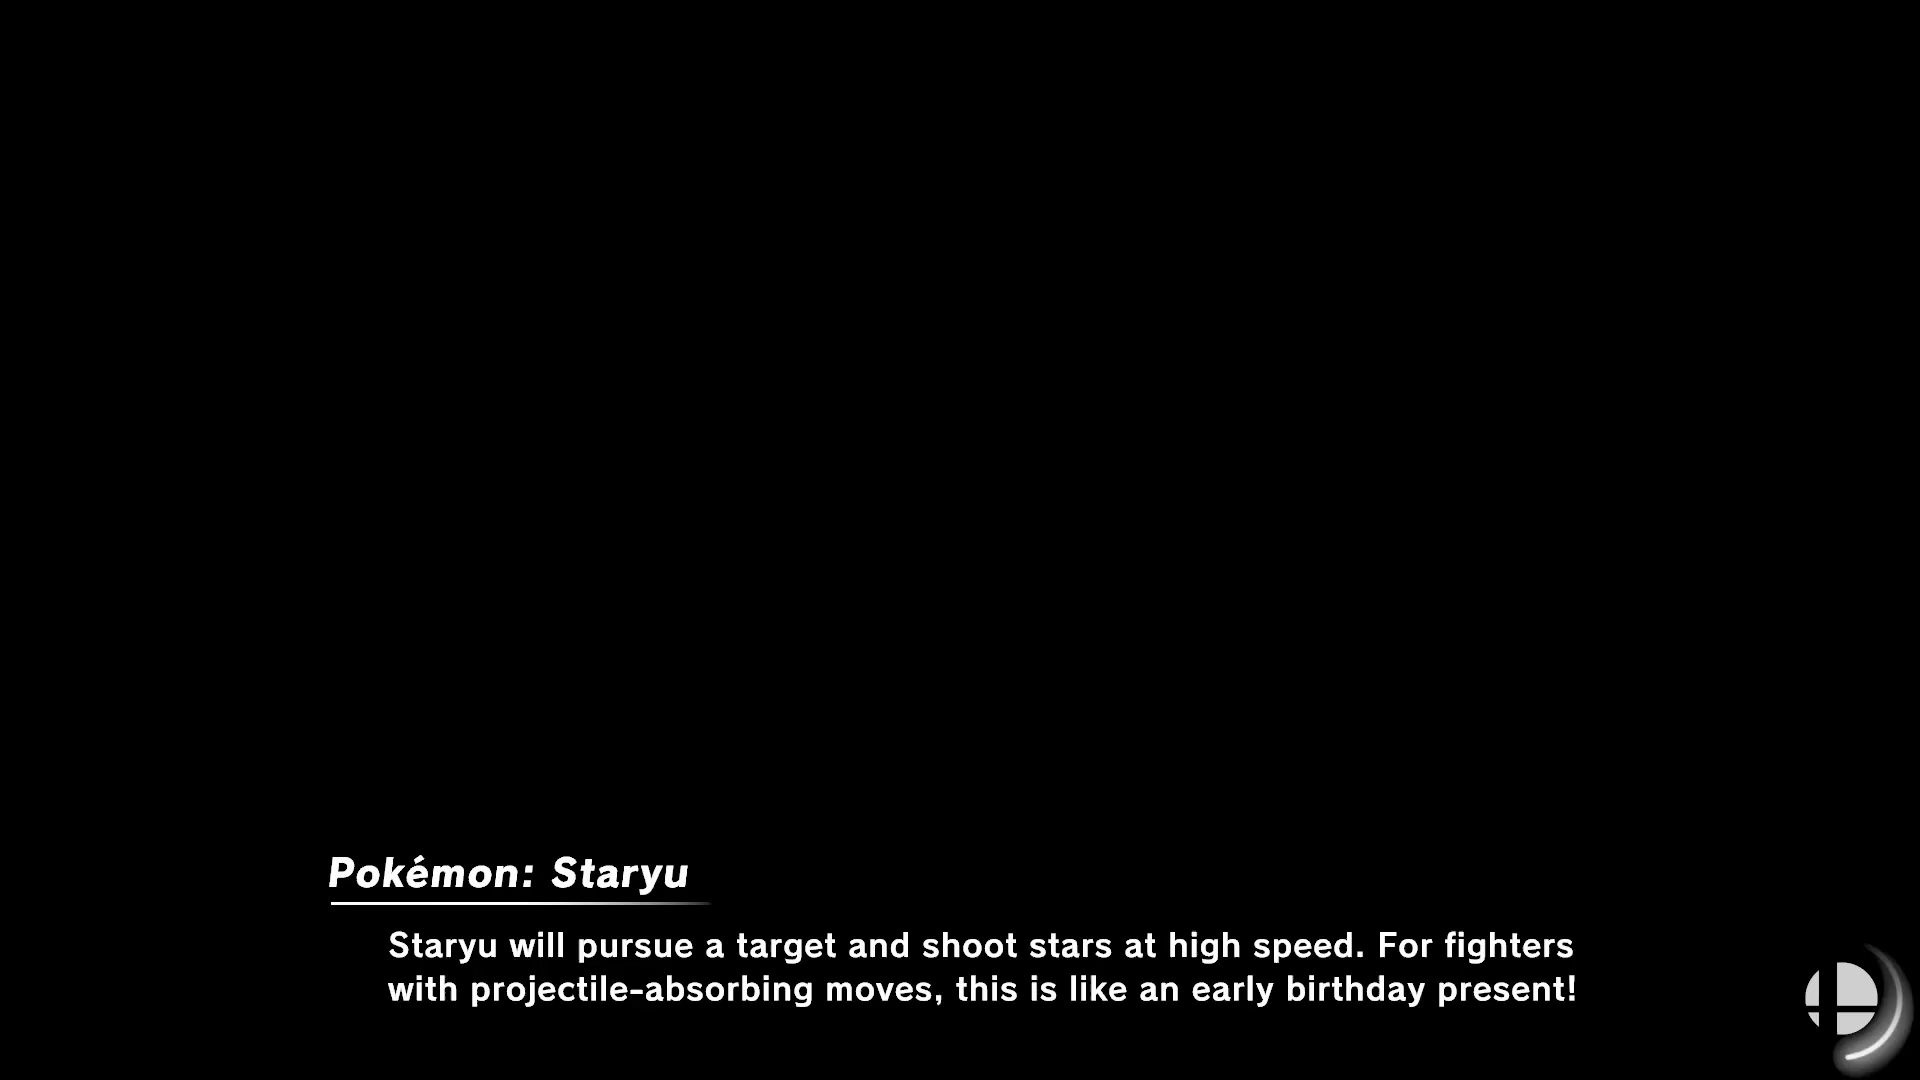 Pokémon: Staryu
Staryu will pursue a target and shoot stars at high speed. For fighters
with projectile-absorbing moves, this is like an early birthday present!